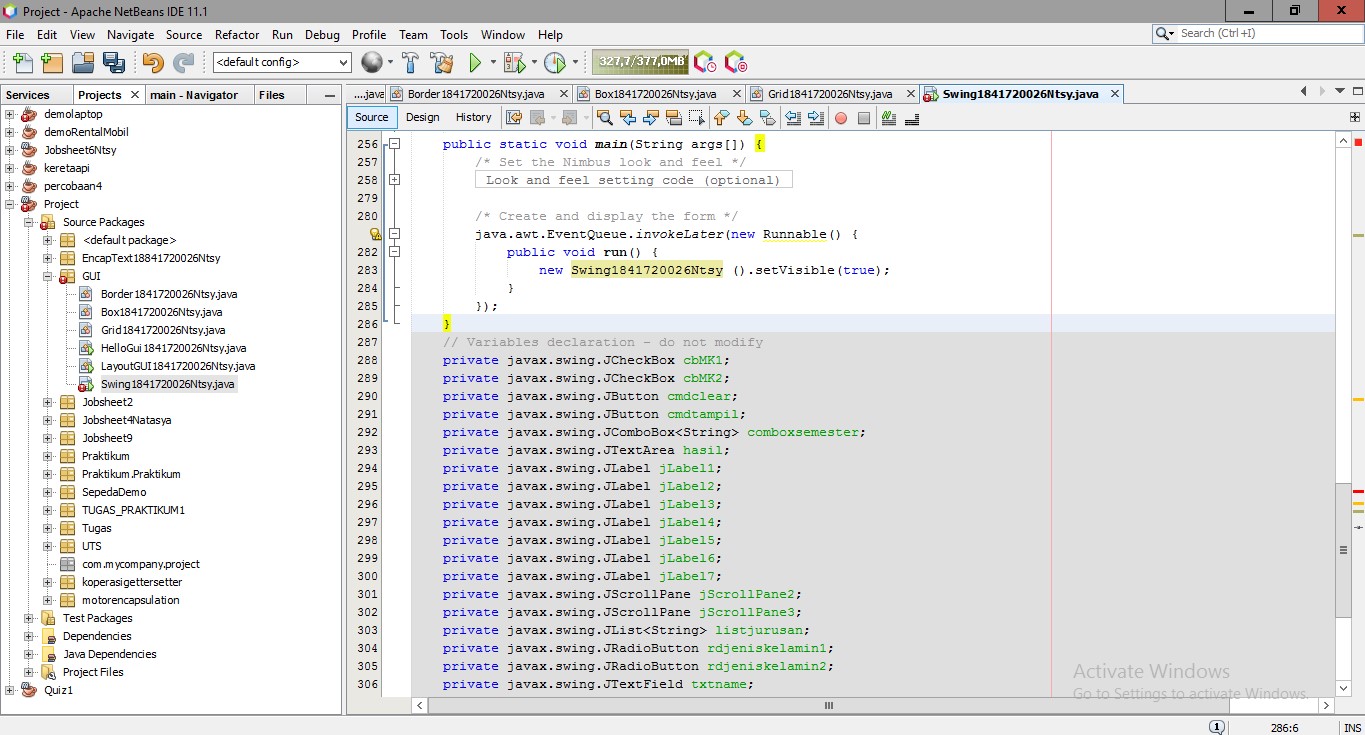 Project - Apache NetBeans IDE 11.1
File Edit View Navigate Source Refactor Run Debug Profile Team Tools Window Help
Search (Ctrl+I)
<default config>
327,7/377,0MB
Services Projects main - Navigator Files
demolaptop
demoRentalMobil
Jobsheet6Ntsy
keretaapi
percobaan4
Project
Source Packages
<default package>
EncapText18841720026Ntsy
GUI
Border1841720026Ntsy.java
Box1841720026Ntsy.java
Grid1841720026Ntsy.java
HelloGui1841720026Ntsy.java
LayoutGUI1841720026Ntsy.java
Swing1841720026Ntsy.java
Jobsheet2
Jobsheet4Natasya
Jobsheet9
Praktikum
Praktikum.Praktikum
SepedaDemo
TUGAS_PRAKTIKUM1
Tugas
UTS
com.mycompany.project
koperasigettersetter
motorencapsulation
Test Packages
Dependencies
Java Dependencies
Project Files
Quiz1
....java Border1841720026Ntsy.java Box1841720026Ntsy.java Grid1841720026Ntsy.java Swing1841720026Ntsy.java
Source Design History
256 public static void main(String args[]) {
257 /* Set the Nimbus look and feel */
258 Look and feel setting code (optional)
279
280 /* Create and display the form */
java.awt.EventQueue.invokeLater(new Runnable() {
282 public void run() {
283 new Swing1841720026Ntsy ().setVisible(true);
284 }
285 });
286 }
287 // Variables declaration - do not modify
288 private javax.swing.JCheckBox cbMK1;
289 private javax.swing.JCheckBox cbMK2;
290 private javax.swing.JButton cmdclear;
291 private javax.swing.JButton cmdtampil;
292 private javax.swing.JComboBox<String> comboxsemester;
293 private javax.swing.JTextArea hasil;
294 private javax.swing.JLabel jLabel1;
295 private javax.swing.JLabel jLabel2;
296 private javax.swing.JLabel jLabel3;
297 private javax.swing.JLabel jLabel4;
298 private javax.swing.JLabel jLabel5;
299 private javax.swing.JLabel jLabel6;
300 private javax.swing.JLabel jLabel7;
301 private javax.swing.JScrollPane jScrollPane2;
302 private javax.swing.JScrollPane jScrollPane3;
303 private javax.swing.JList<String> listjurusan;
304 private javax.swing.JRadioButton rdjeniskelamin1;
305 private javax.swing.JRadioButton rdjeniskelamin2;
306 private javax.swing.JTextField txtname;
Activate Windows
Go to Settings to activate Windows.
1 286:6 INS